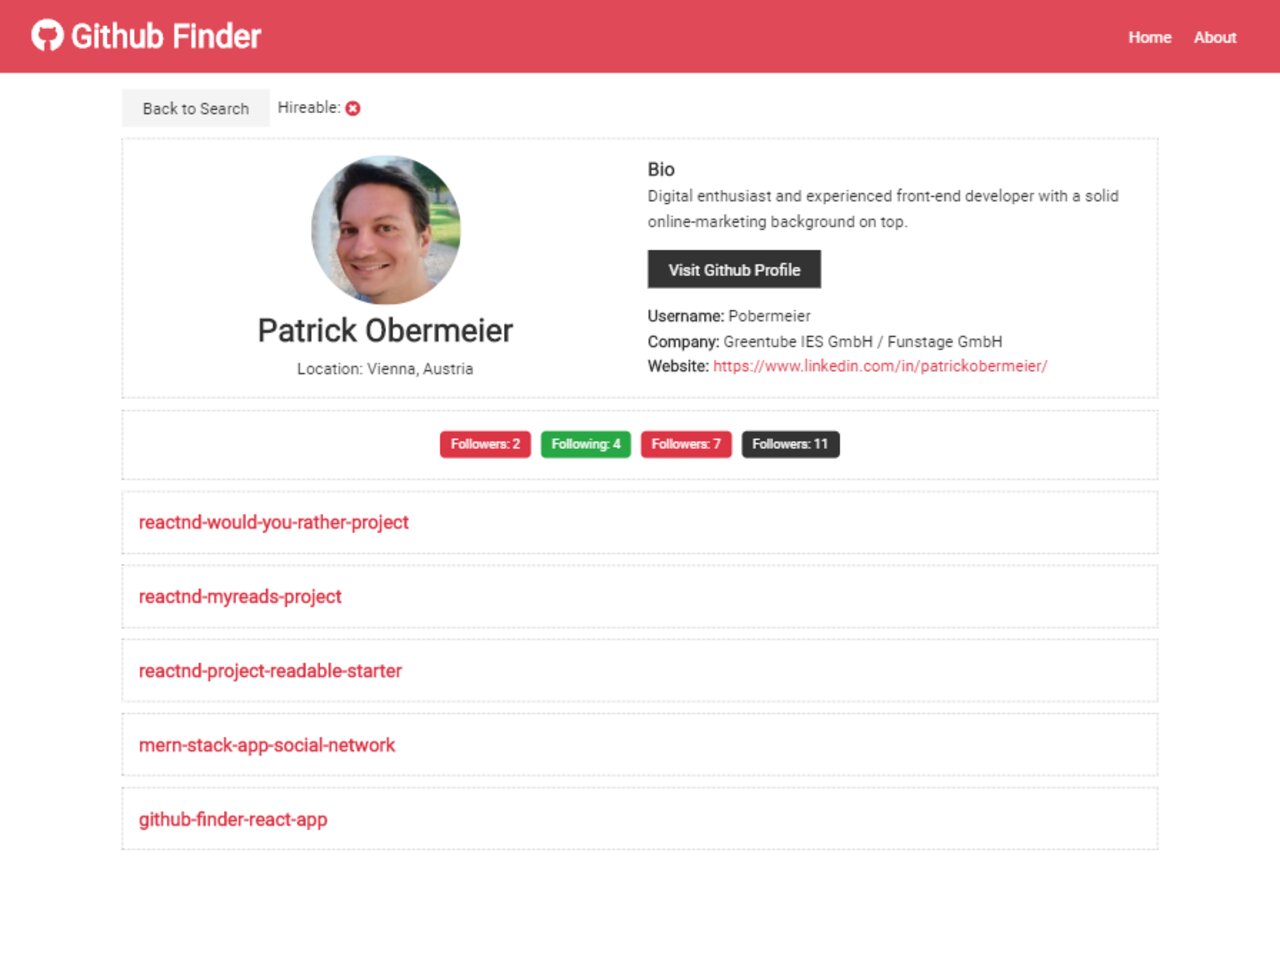 Github Finder
Home About
Back to Search Hireable:
Bio
Digital enthusiast and experienced front-end developer with a solid
online-marketing background on top.
Visit Github Profile
Patrick Obermeier
Location: Vienna, Austria
Username: Pobermeier
Company: Greentube IES GmbH / Funstage GmbH
Website: https://www.linkedin.com/in/patrickobermeier/
Followers: 2 Following: 4 Followers: 7 Followers: 11
reactnd-would-you-rather-project
reactnd-myreads-project
reactnd-project-readable-starter
mern-stack-app-social-network
github-finder-react-app